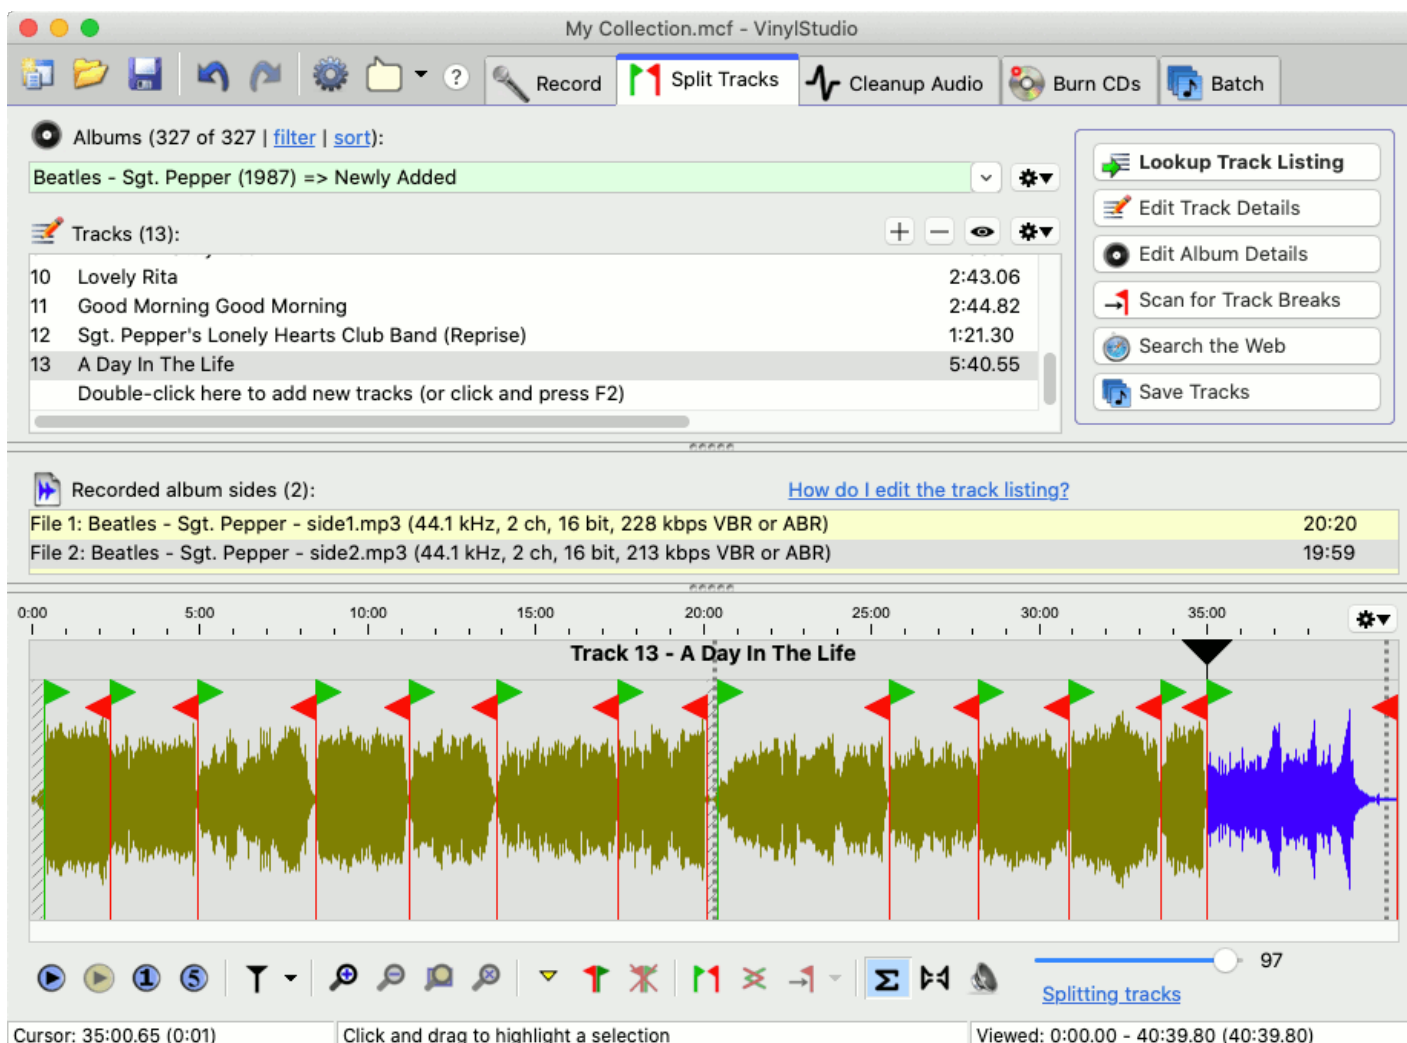 My Collection.mcf - VinylStudio
Record Split Tracks Cleanup Audio Burn CDs Batch
Albums (327 of 327 | filter | sort):
Beatles - Sgt. Pepper (1987) => Newly Added
Tracks (13):
10 Lovely Rita 2:43.06
11 Good Morning Good Morning 2:44.82
12 Sgt. Pepper's Lonely Hearts Club Band (Reprise) 1:21.30
13 A Day In The Life 5:40.55
Double-click here to add new tracks (or click and press F2)
Lookup Track Listing
Edit Track Details
Edit Album Details
Scan for Track Breaks
Search the Web
Save Tracks
Recorded album sides (2): How do I edit the track listing?
File 1: Beatles - Sgt. Pepper - side1.mp3 (44.1 kHz, 2 ch, 16 bit, 228 kbps VBR or ABR) 20:20
File 2: Beatles - Sgt. Pepper - side2.mp3 (44.1 kHz, 2 ch, 16 bit, 213 kbps VBR or ABR) 19:59
0:00 5:00 10:00 15:00 20:00 25:00 30:00 35:00
Track 13 - A Day In The Life
1 5 Σ 97
Splitting tracks
Cursor: 35:00.65 (0:01) Click and drag to highlight a selection Viewed: 0:00.00 - 40:39.80 (40:39.80)